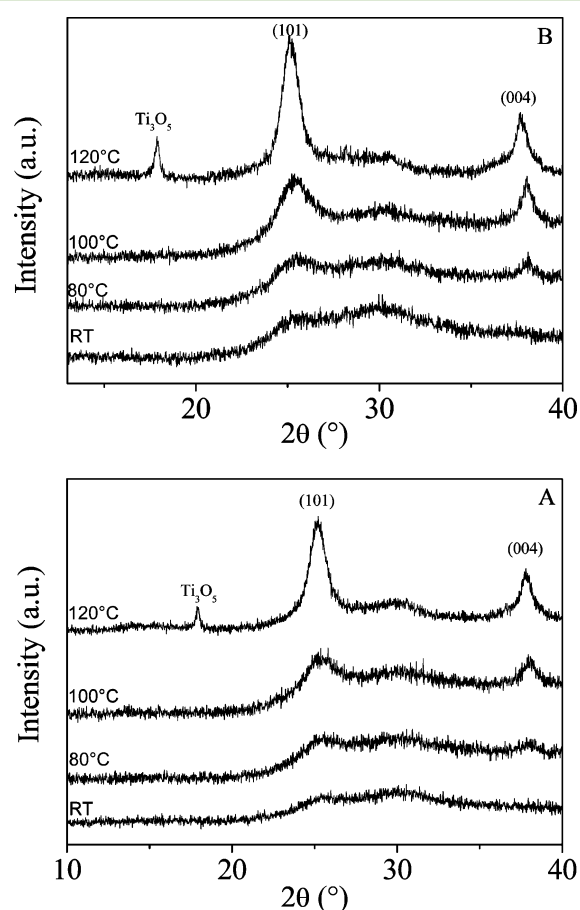 B
(101)
(004)
Ti₃O₅
120°C
100°C
80°C
RT
Intensity (a.u.)
20 30 40
2θ (°)
A
(101)
(004)
Ti₃O₅
120°C
100°C
80°C
RT
Intensity (a.u.)
10 20 30 40
2θ (°)